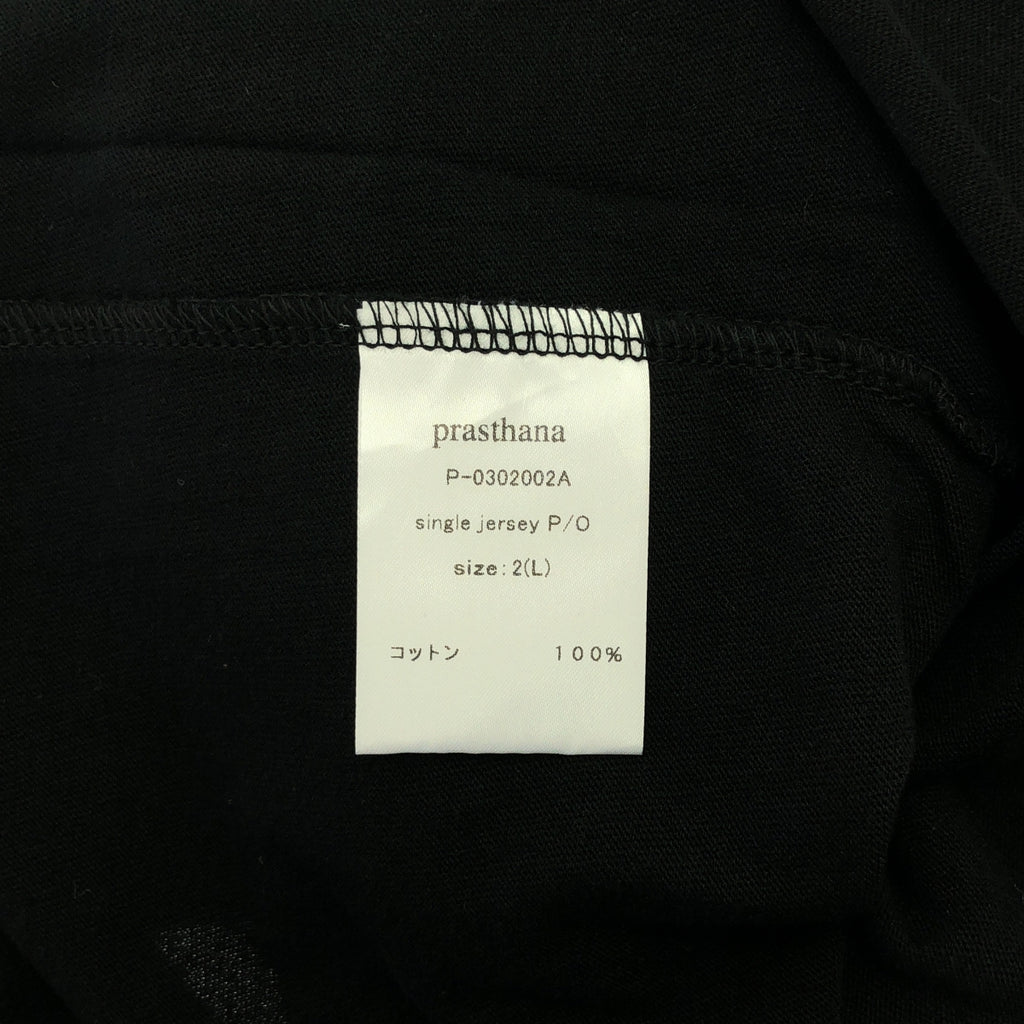 prasthana
P-0302002A
single jersey P/O
size:2(L)
コットン 100%